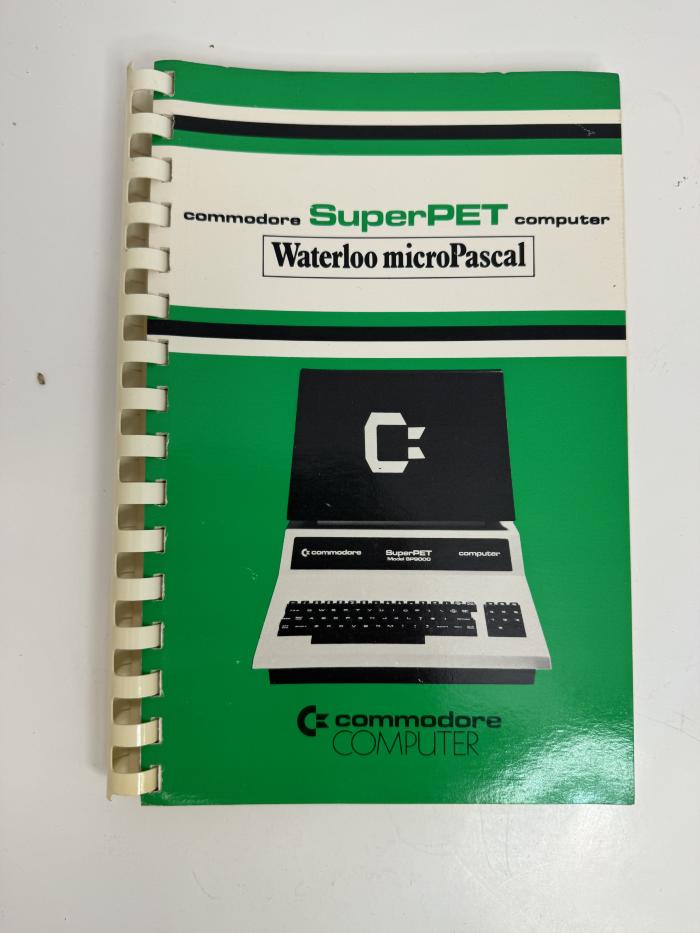 commodore SuperPET computer
Waterloo microPascal
commodore SuperPET computer
Model SP9000
commodore
COMPUTER